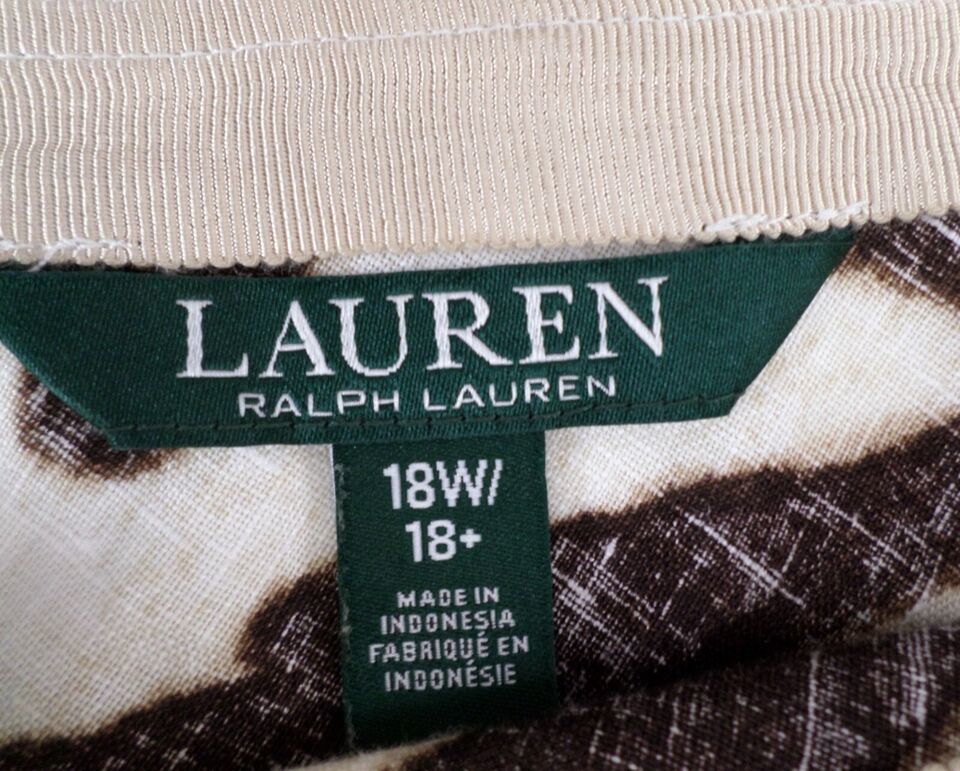 LAUREN
RALPH LAUREN
18W/
18+
MADE IN
INDONESIA
FABRIQUÉ EN
INDONÉSIE